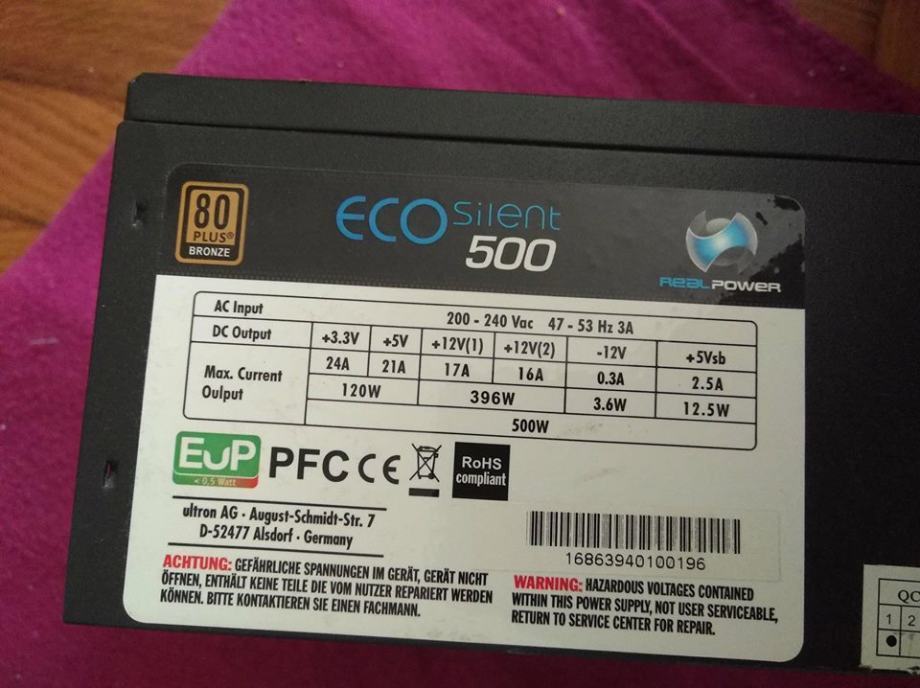 80
PLUS®
BRONZE
ECO Silent
500
REAL POWER
AC Input 200 - 240 Vac 47 - 53 Hz 3A
DC Output +3.3V +5V +12V(1) +12V(2) -12V +5Vsb
Max. Current 24A 21A 17A 16A 0.3A 2.5A
Oulput 120W 396W 3.6W 12.5W
500W
EuP
< 0,5 Watt
PFC CE
RoHS
compliant
ultron AG · August-Schmidt-Str. 7
D-52477 Alsdorf · Germany
16863940100196
ACHTUNG: GEFÄHRLICHE SPANNUNGEN IM GERÄT, GERÄT NICHT
ÖFFNEN, ENTHÄLT KEINE TEILE DIE VOM NUTZER REPARIERT WERDEN
KÖNNEN. BITTE KONTAKTIEREN SIE EINEN FACHMANN.
WARNING: HAZARDOUS VOLTAGES CONTAINED
WITHIN THIS POWER SUPPLY, NOT USER SERVICEABLE,
RETURN TO SERVICE CENTER FOR REPAIR.
QC
1 2